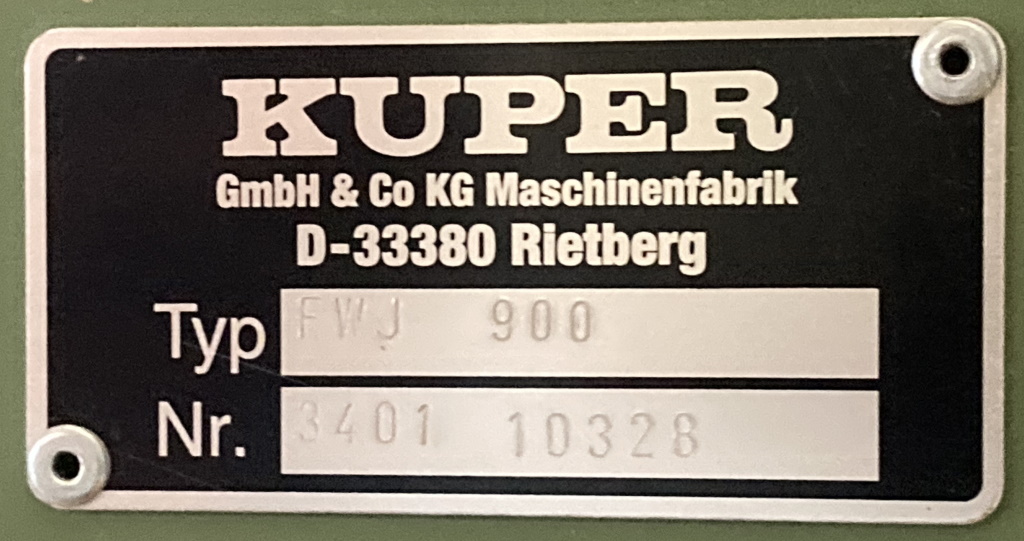 KUPER
GmbH & Co KG Maschinenfabrik
D-33380 Rietberg
Typ FWJ 900
Nr. 3401 10328